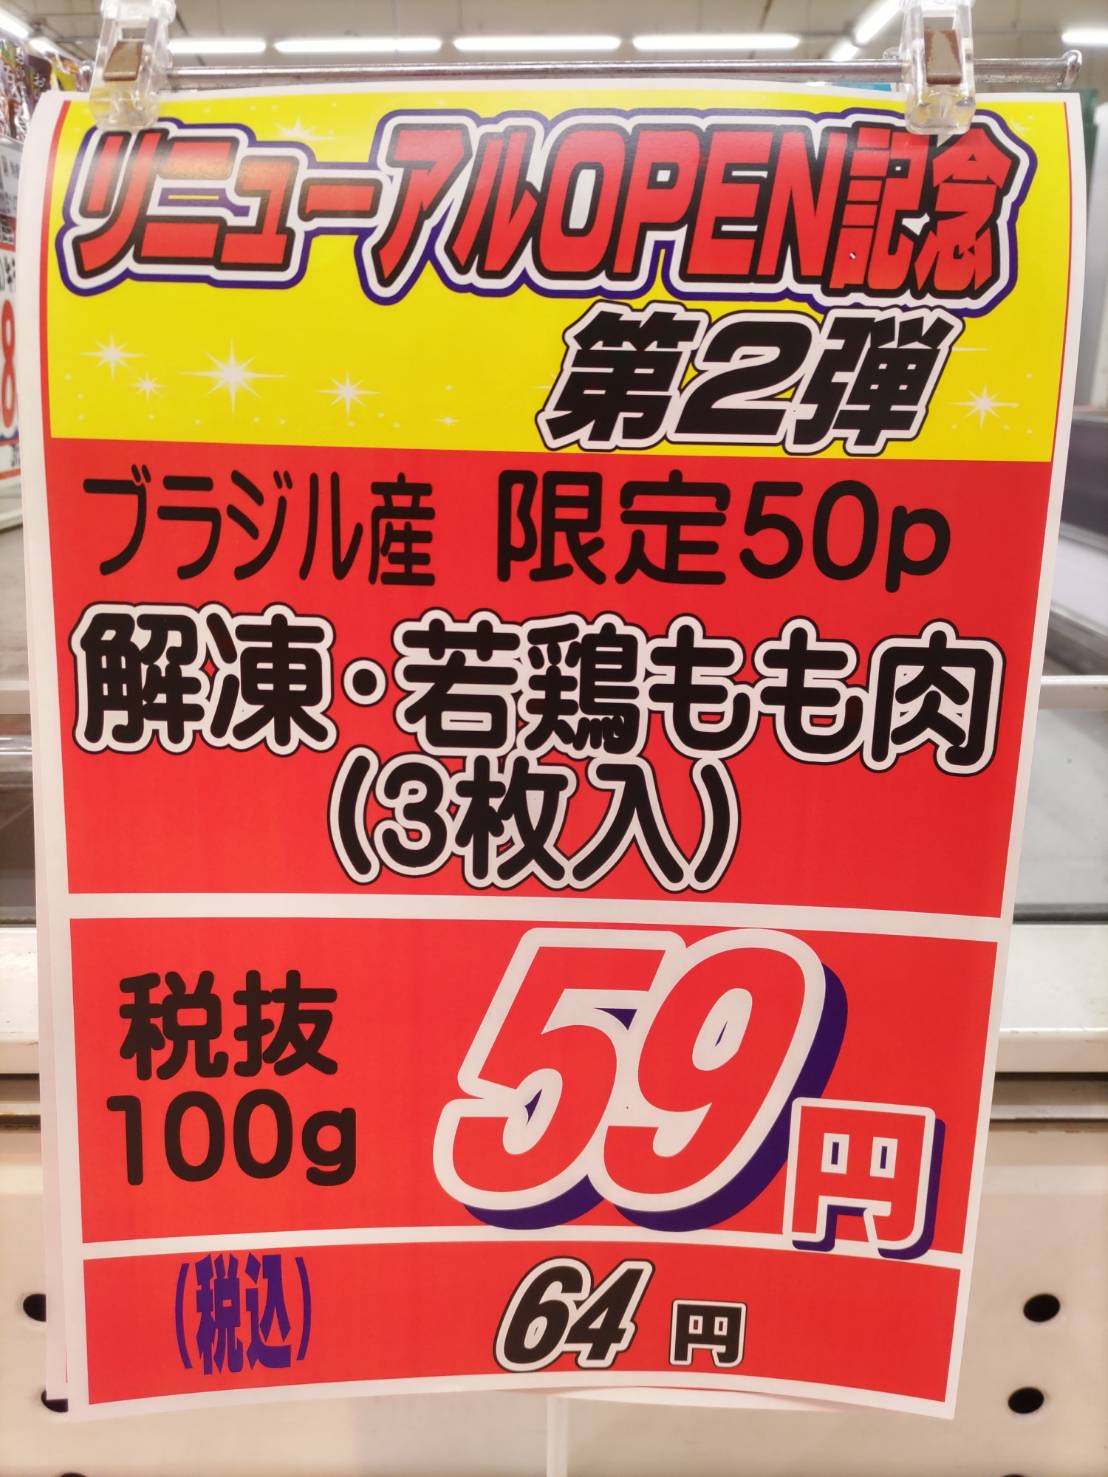 リニューアルOPEN記念
第2弾
ブラジル産 限定50p
解凍・若鶏もも肉
(3枚入)
税抜
100g
59円
(税込) 64円
8